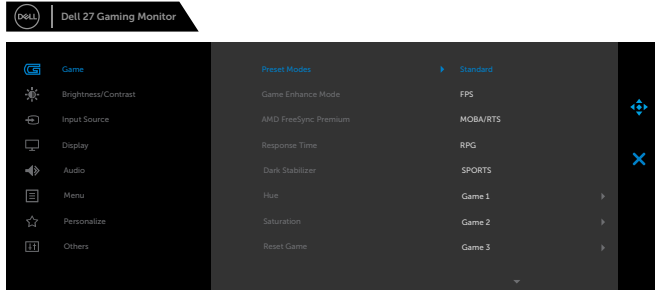 DELL Dell 27 Gaming Monitor
Game Preset Modes Standard
Brightness/Contrast Game Enhance Mode FPS
Input Source AMD FreeSync Premium MOBA/RTS
Display Response Time RPG
Audio Dark Stabilizer SPORTS
Menu Hue Game 1
Personalize Saturation Game 2
Others Reset Game Game 3